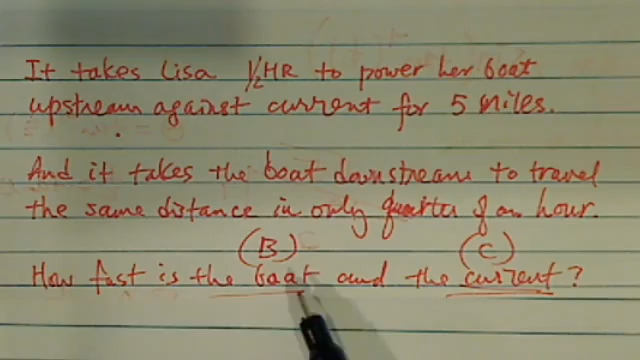 It takes Lisa 1/2 HR to power her boat
upstream against current for 5 miles.
And it takes the boat downstream to travel
the same distance in only quarter of an hour.
(B) (C)
How fast is the boat and the current?